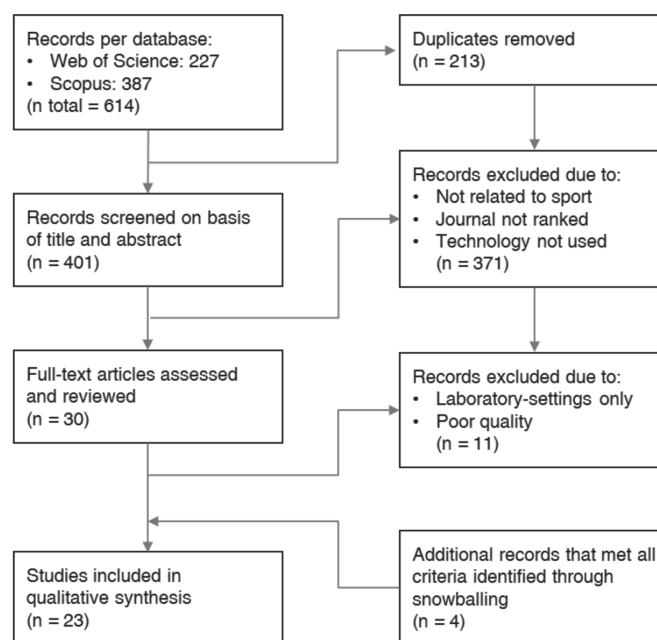 Records per database:
• Web of Science: 227
• Scopus: 387
(n total = 614)
Duplicates removed
(n = 213)
Records screened on basis
of title and abstract
(n = 401)
Records excluded due to:
• Not related to sport
• Journal not ranked
• Technology not used
(n = 371)
Full-text articles assessed
and reviewed
(n = 30)
Records excluded due to:
• Laboratory-settings only
• Poor quality
(n = 11)
Studies included in
qualitative synthesis
(n = 23)
Additional records that met all
criteria identified through
snowballing
(n = 4)